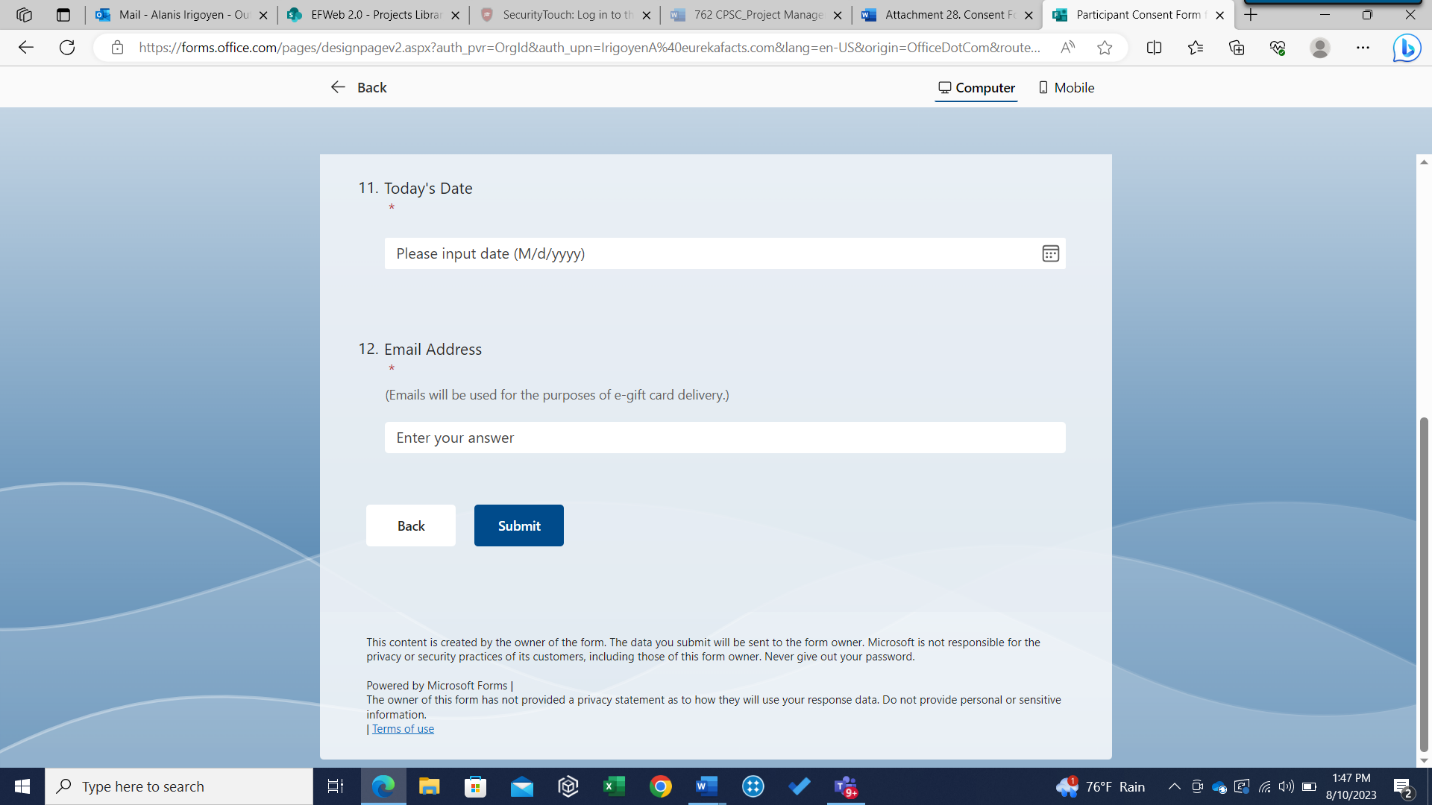 Mail - Alanis Irigoyen - Ou
EFWeb 2.0 - Projects Librar
SecurityTouch: Log in to th
762 CPSC_Project Manage
Attachment 28. Consent Fo
Participant Consent Form
https://forms.office.com/pages/designpagev2.aspx?auth_pvr=OrgId&auth_upn=IrigoyenA%40eurekafacts.com&lang=en-US&origin=OfficeDotCom&route...
Back
Computer
Mobile
11. Today's Date
*
Please input date (M/d/yyyy)
12. Email Address
*
(Emails will be used for the purposes of e-gift card delivery.)
Enter your answer
Back
Submit
This content is created by the owner of the form. The data you submit will be sent to the form owner. Microsoft is not responsible for the
privacy or security practices of its customers, including those of this form owner. Never give out your password.
Powered by Microsoft Forms |
The owner of this form has not provided a privacy statement as to how they will use your response data. Do not provide personal or sensitive
information.
| Terms of use
Type here to search
9+
1
76°F Rain
1:47 PM
8/10/2023
2